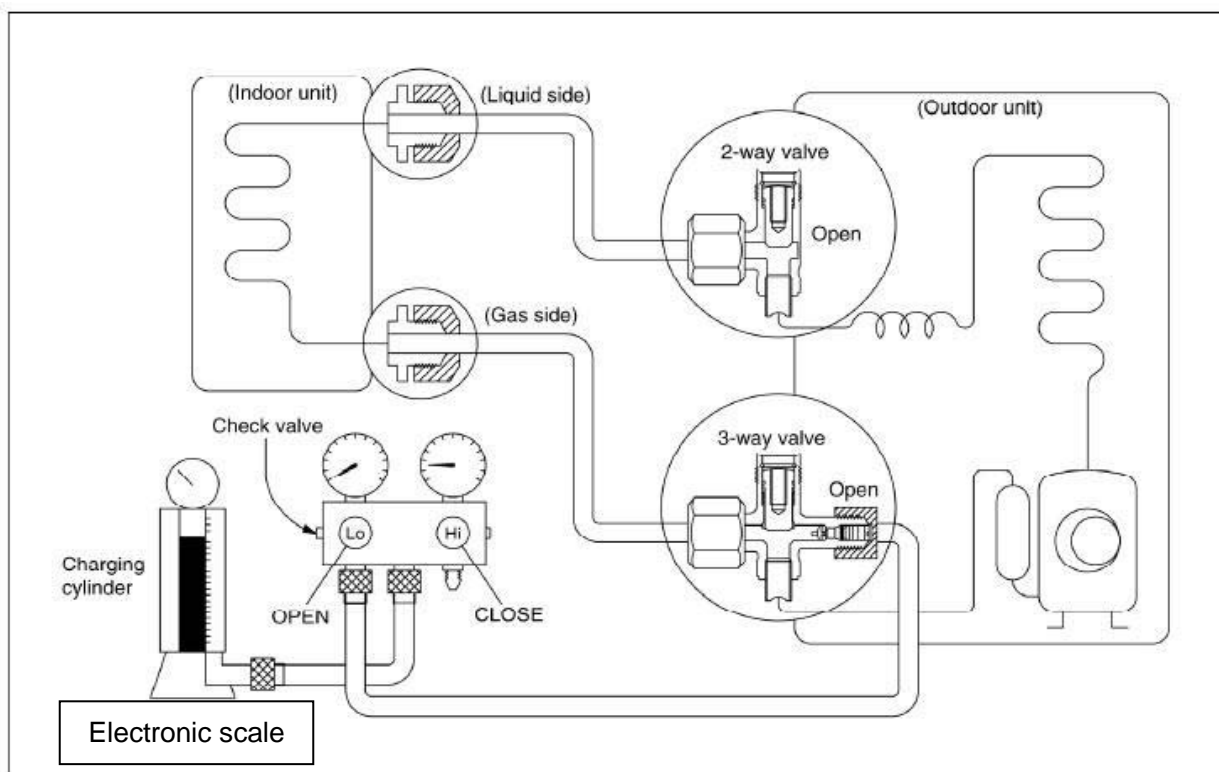 (Indoor unit)
(Liquid side)
(Outdoor unit)
2-way valve
Open
(Gas side)
Check valve
3-way valve
Open
Lo
Hi
Charging
cylinder
OPEN
CLOSE
Electronic scale